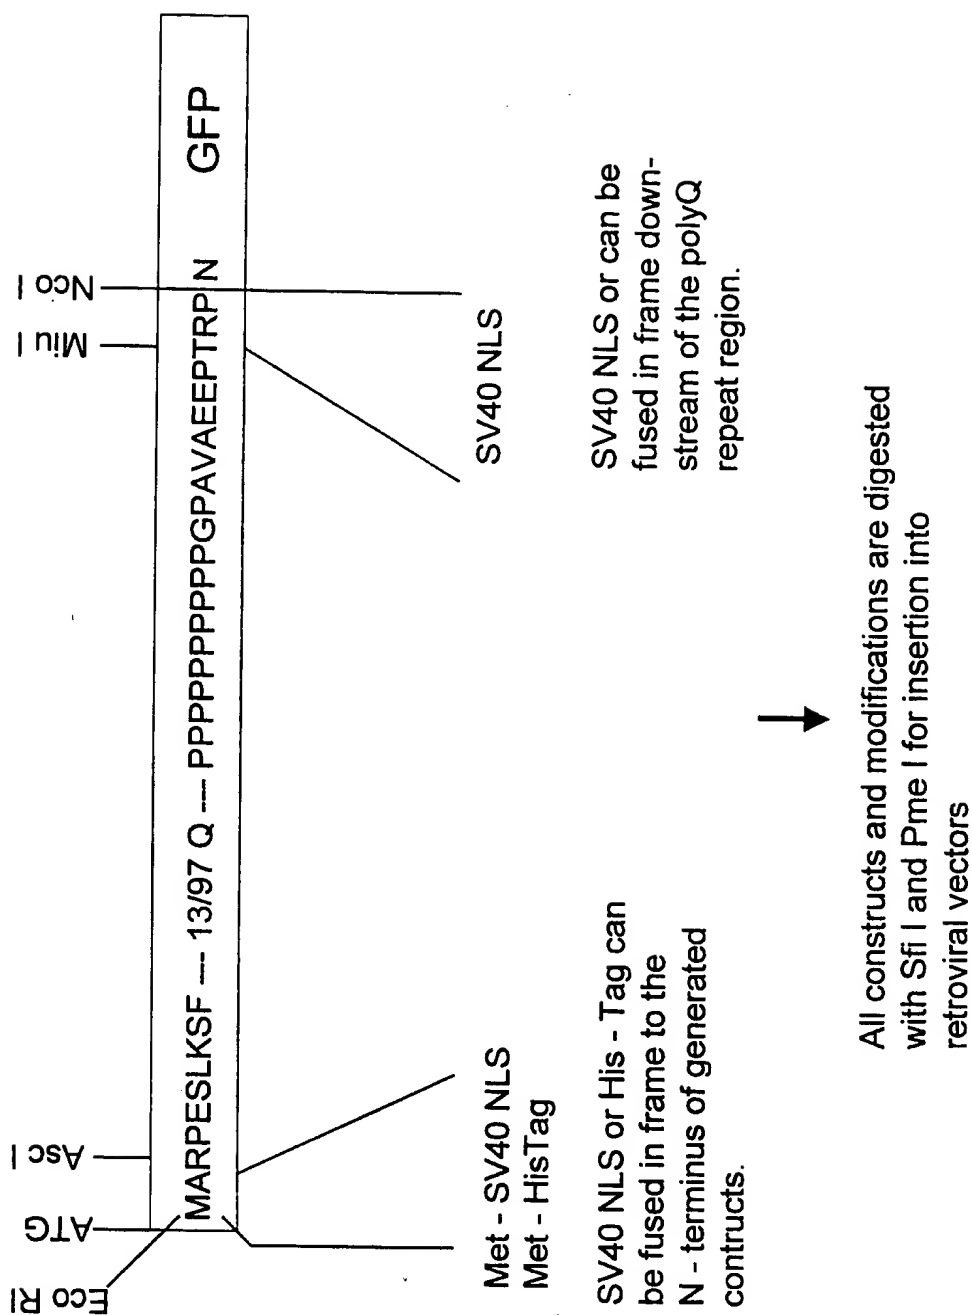 Eco RI
ATG
Asc I
Miu I
Nco I
MARPESLKSF --- 13/97 Q --- PPPPPPPPPPGPAVAEEPTRP N GFP
Met - SV40 NLS
Met - HisTag
SV40 NLS
SV40 NLS or His - Tag can
be fused in frame to the
N - terminus of generated
contructs.
SV40 NLS or can be
fused in frame down-
stream of the polyQ
repeat region.
All constructs and modifications are digested
with Sfi I and Pme I for insertion into
retroviral vectors